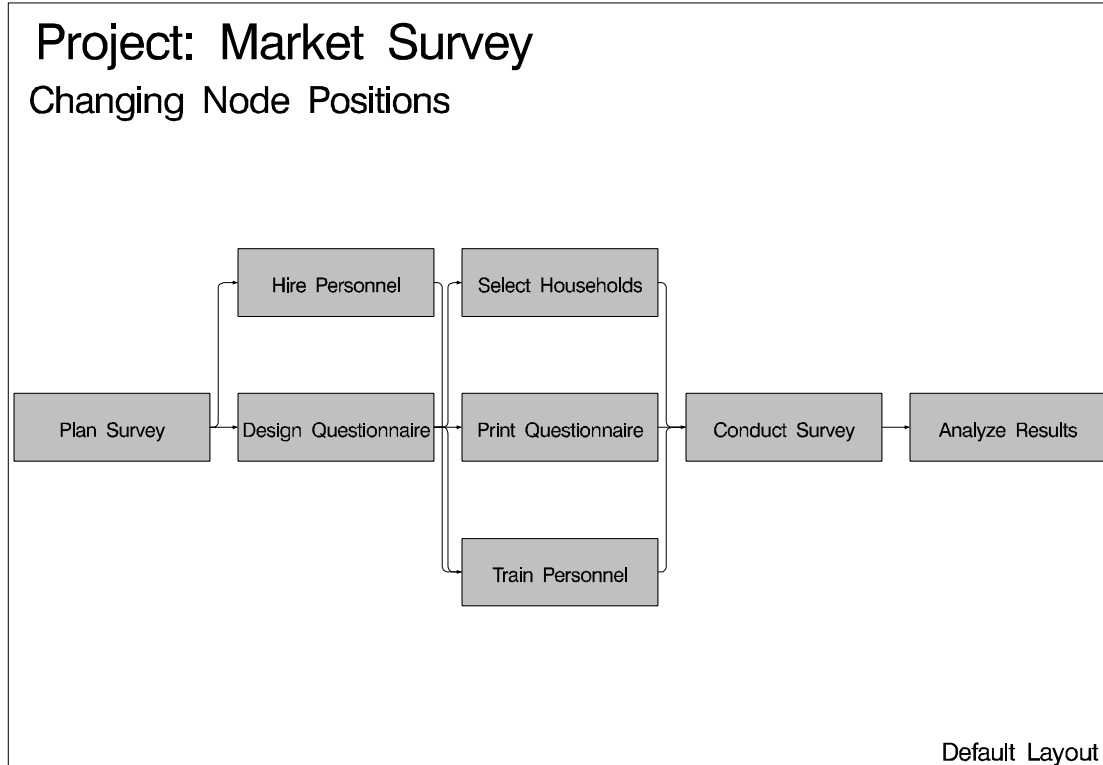 Project: Market Survey
Changing Node Positions
Hire Personnel
Select Households
Plan Survey
Design Questionnaire
Print Questionnaire
Conduct Survey
Analyze Results
Train Personnel
Default Layout